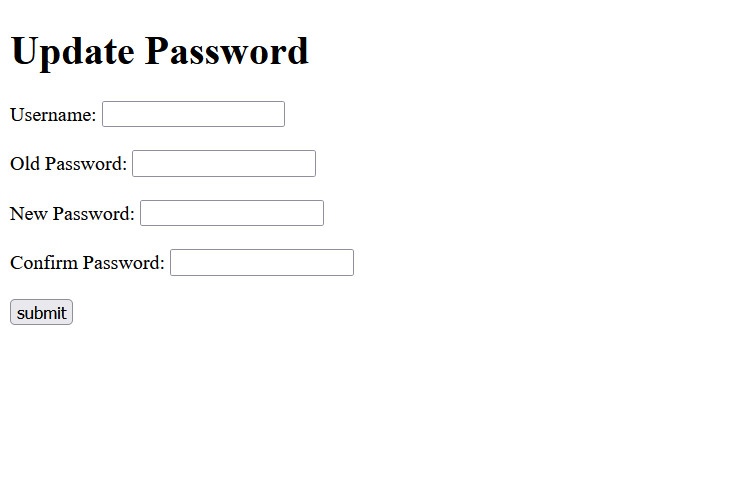 Update Password
Username:
Old Password:
New Password:
Confirm Password:
submit